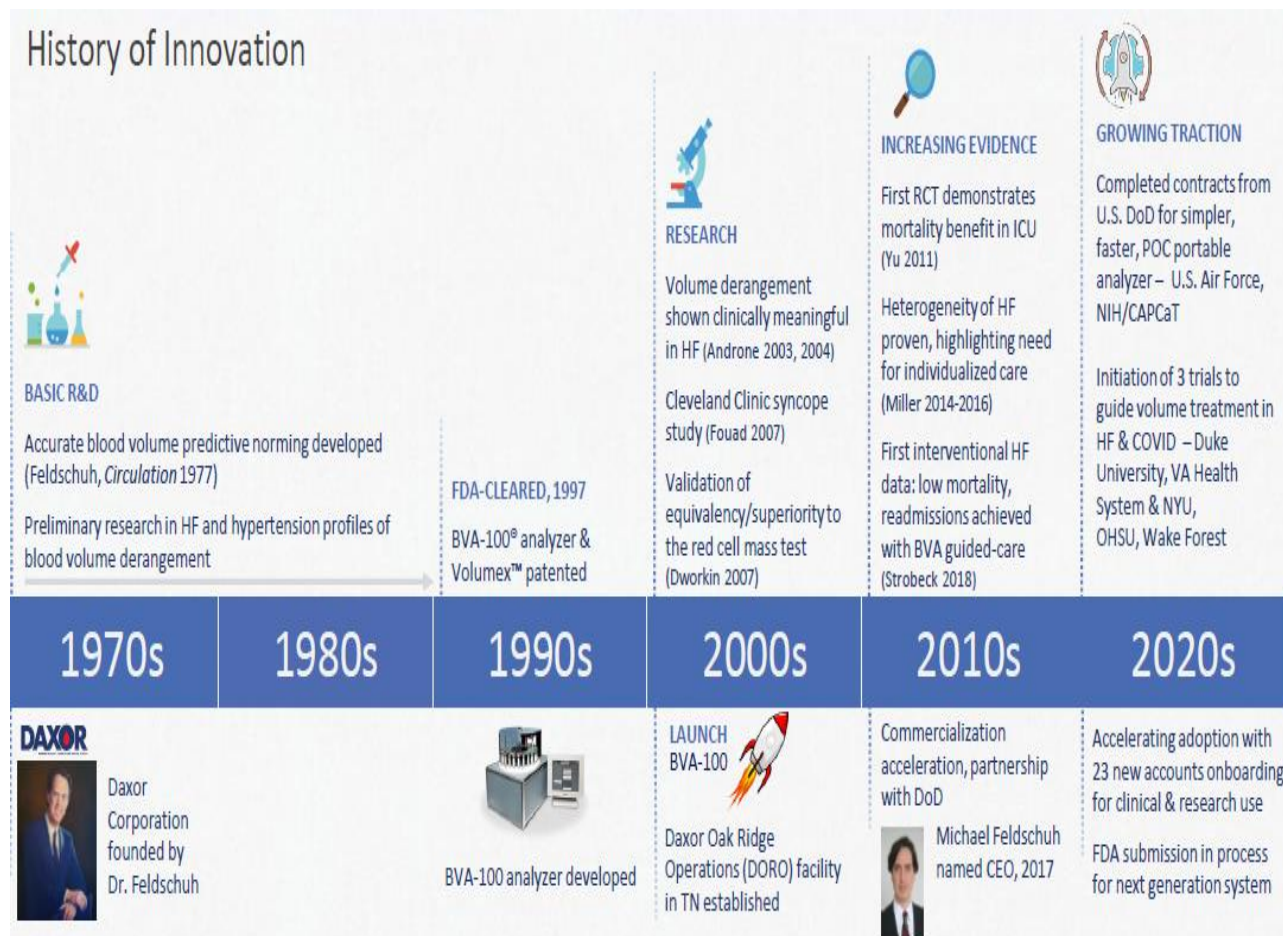 History of Innovation
BASIC R&D
Accurate blood volume predictive norming developed
(Feldschuh, Circulation 1977)
Preliminary research in HF and hypertension profiles of
blood volume derangement
FDA-CLEARED, 1997
BVA-100® analyzer &
Volumex™ patented
RESEARCH
Volume derangement
shown clinically meaningful
in HF (Androne 2003, 2004)
Cleveland Clinic syncope
study (Fouad 2007)
Validation of
equivalency/superiority to
the red cell mass test
(Dworkin 2007)
INCREASING EVIDENCE
First RCT demonstrates
mortality benefit in ICU
(Yu 2011)
Heterogeneity of HF
proven, highlighting need
for individualized care
(Miller 2014-2016)
First interventional HF
data: low mortality,
readmissions achieved
with BVA guided-care
(Strobeck 2018)
GROWING TRACTION
Completed contracts from
U.S. DoD for simpler,
faster, POC portable
analyzer – U.S. Air Force,
NIH/CAPCaT
Initiation of 3 trials to
guide volume treatment in
HF & COVID – Duke
University, VA Health
System & NYU,
OHSU, Wake Forest
1970s
1980s
1990s
2000s
2010s
2020s
DAXOR
Daxor
Corporation
founded by
Dr. Feldschuh
BVA-100 analyzer developed
LAUNCH
BVA-100
Daxor Oak Ridge
Operations (DORO) facility
in TN established
Commercialization
acceleration, partnership
with DoD
Michael Feldschuh
named CEO, 2017
Accelerating adoption with
23 new accounts onboarding
for clinical & research use
FDA submission in process
for next generation system